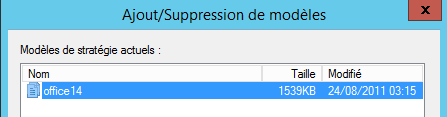 Ajout/Suppression de modèles
x
Modèles de stratégie actuels :
Nom Taille Modifié
office14 1539KB 24/08/2011 03:15